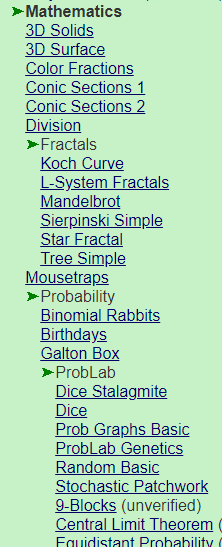 Mathematics
3D Solids
3D Surface
Color Fractions
Conic Sections 1
Conic Sections 2
Division
Fractals
Koch Curve
L-System Fractals
Mandelbrot
Sierpinski Simple
Star Fractal
Tree Simple
Mousetraps
Probability
Binomial Rabbits
Birthdays
Galton Box
ProbLab
Dice Stalagmite
Dice
Prob Graphs Basic
ProbLab Genetics
Random Basic
Stochastic Patchwork
9-Blocks (unverified)
Central Limit Theorem (
Equidistant Probability (